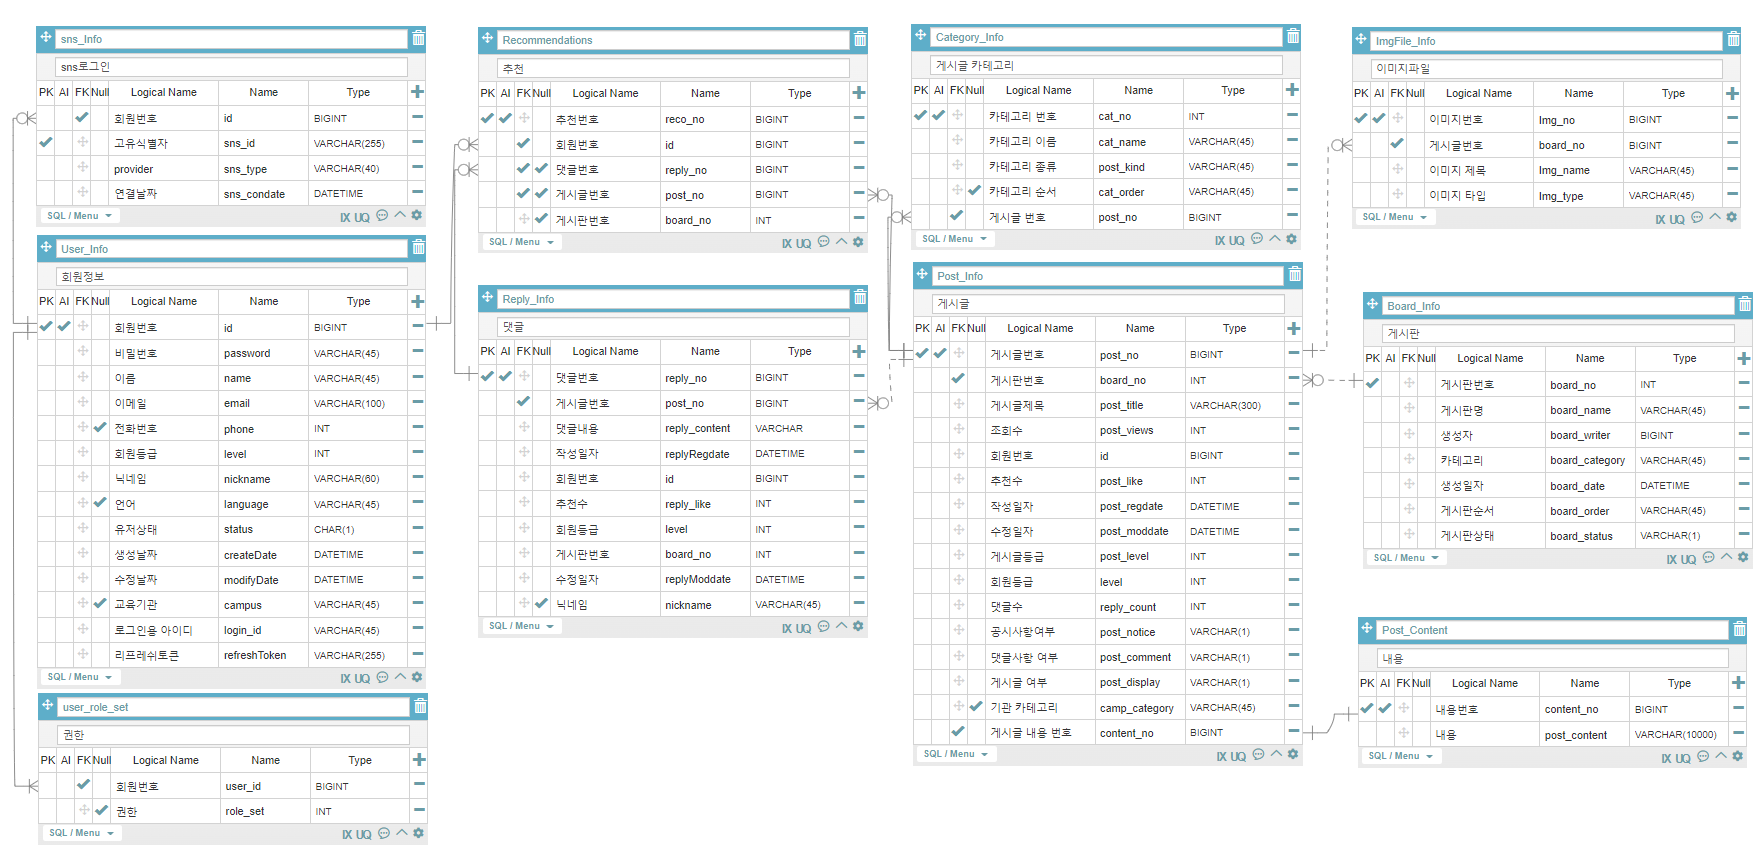 sns_Info
sns로그인
PK AI FK Null Logical Name Name Type
회원번호 id BIGINT
고유식별자 sns_id VARCHAR(255)
provider sns_type VARCHAR(40)
연결날짜 sns_condate DATETIME
SQL / Menu IX UQ
User_Info
회원정보
PK AI FK Null Logical Name Name Type
회원번호 id BIGINT
비밀번호 password VARCHAR(45)
이름 name VARCHAR(45)
이메일 email VARCHAR(100)
전화번호 phone INT
회원등급 level INT
닉네임 nickname VARCHAR(60)
언어 language VARCHAR(45)
유저상태 status CHAR(1)
생성날짜 createDate DATETIME
수정날짜 modifyDate DATETIME
교육기관 campus VARCHAR(45)
로그인용 아이디 login_id VARCHAR(45)
리프레쉬토큰 refreshToken VARCHAR(255)
SQL / Menu IX UQ
user_role_set
권한
PK AI FK Null Logical Name Name Type
회원번호 user_id BIGINT
권한 role_set INT
SQL / Menu IX UQ
Recommendations
추천
PK AI FK Null Logical Name Name Type
추천번호 reco_no BIGINT
회원번호 id BIGINT
댓글번호 reply_no BIGINT
게시글번호 post_no BIGINT
게시판번호 board_no INT
SQL / Menu IX UQ
Reply_Info
댓글
PK AI FK Null Logical Name Name Type
댓글번호 reply_no BIGINT
게시글번호 post_no BIGINT
댓글내용 reply_content VARCHAR
작성일자 replyRegdate DATETIME
회원번호 id BIGINT
추천수 reply_like INT
회원등급 level INT
게시판번호 board_no INT
수정일자 replyModdate DATETIME
닉네임 nickname VARCHAR(45)
SQL / Menu IX UQ
Category_Info
게시글 카테고리
PK AI FK Null Logical Name Name Type
카테고리 번호 cat_no INT
카테고리 이름 cat_name VARCHAR(45)
카테고리 종류 post_kind VARCHAR(45)
카테고리 순서 cat_order VARCHAR(45)
게시글 번호 post_no BIGINT
SQL / Menu IX UQ
Post_Info
게시글
PK AI FK Null Logical Name Name Type
게시글번호 post_no BIGINT
게시판번호 board_no INT
게시글제목 post_title VARCHAR(300)
조회수 post_views INT
회원번호 id BIGINT
추천수 post_like INT
작성일자 post_regdate DATETIME
수정일자 post_moddate DATETIME
게시글등급 post_level INT
회원등급 level INT
댓글수 reply_count INT
공시사항여부 post_notice VARCHAR(1)
댓글사항 여부 post_comment VARCHAR(1)
게시글 여부 post_display VARCHAR(1)
기관 카테고리 camp_category VARCHAR(45)
게시글 내용 번호 content_no BIGINT
SQL / Menu IX UQ
ImgFile_Info
이미지파일
PK AI FK Null Logical Name Name Type
이미지번호 Img_no BIGINT
게시글번호 board_no BIGINT
이미지 제목 Img_name VARCHAR(45)
이미지 타입 Img_type VARCHAR(45)
SQL / Menu IX UQ
Board_Info
게시판
PK AI FK Null Logical Name Name Type
게시판번호 board_no INT
게시판명 board_name VARCHAR(45)
생성자 board_writer BIGINT
카테고리 board_category VARCHAR(45)
생성일자 board_date DATETIME
게시판순서 board_order VARCHAR(45)
게시판상태 board_status VARCHAR(1)
SQL / Menu IX UQ
Post_Content
내용
PK AI FK Null Logical Name Name Type
내용번호 content_no BIGINT
내용 post_content VARCHAR(10000)
SQL / Menu IX UQ